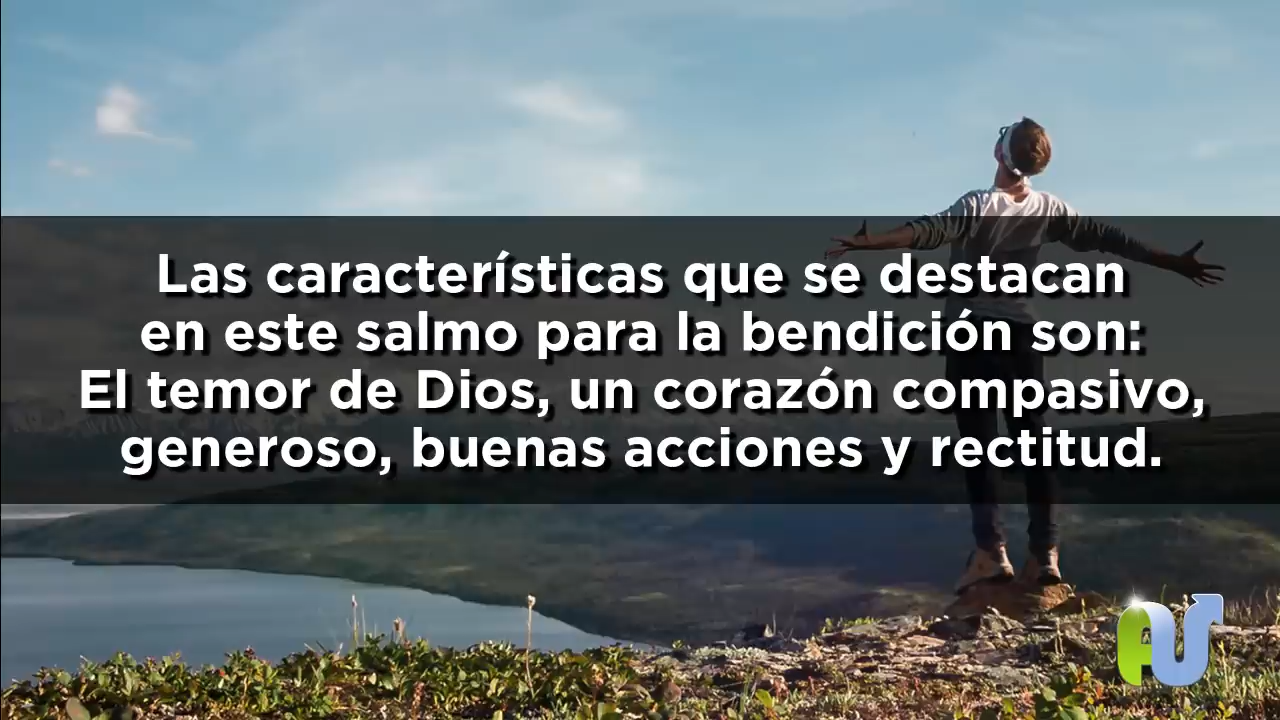 Las características que se destacan
en este salmo para la bendición son:
El temor de Dios, un corazón compasivo,
generoso, buenas acciones y rectitud.
AU